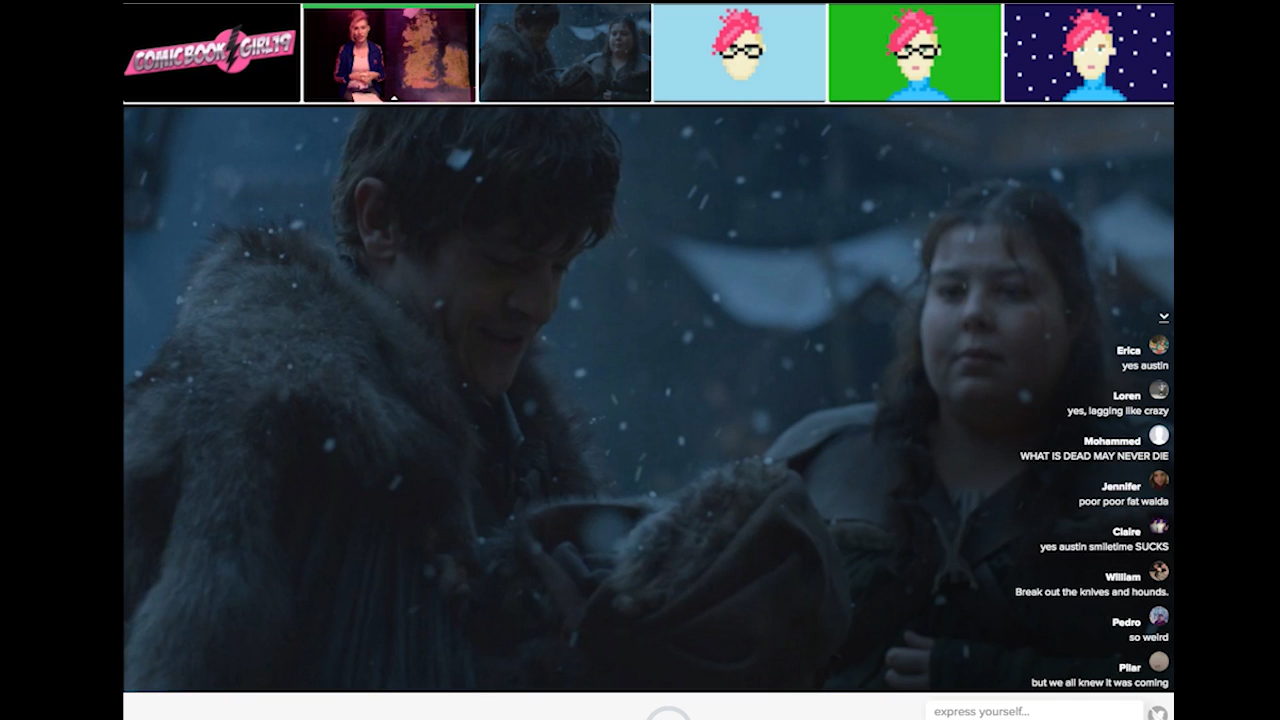 COMICBOOK GIRL19
Erica
yes austin
Loren
yes, lagging like crazy
Mohammed
WHAT IS DEAD MAY NEVER DIE
Jennifer
poor poor fat walda
Claire
yes austin smiletime SUCKS
William
Break out the knives and hounds.
Pedro
so weird
Pilar
but we all knew it was coming
express yourself...